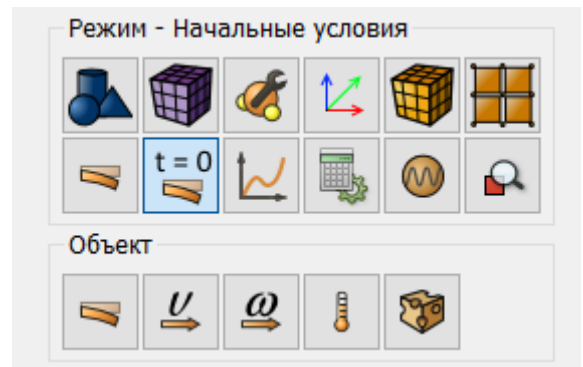 Режим - Начальные условия
t = 0
Объект
υ
ω